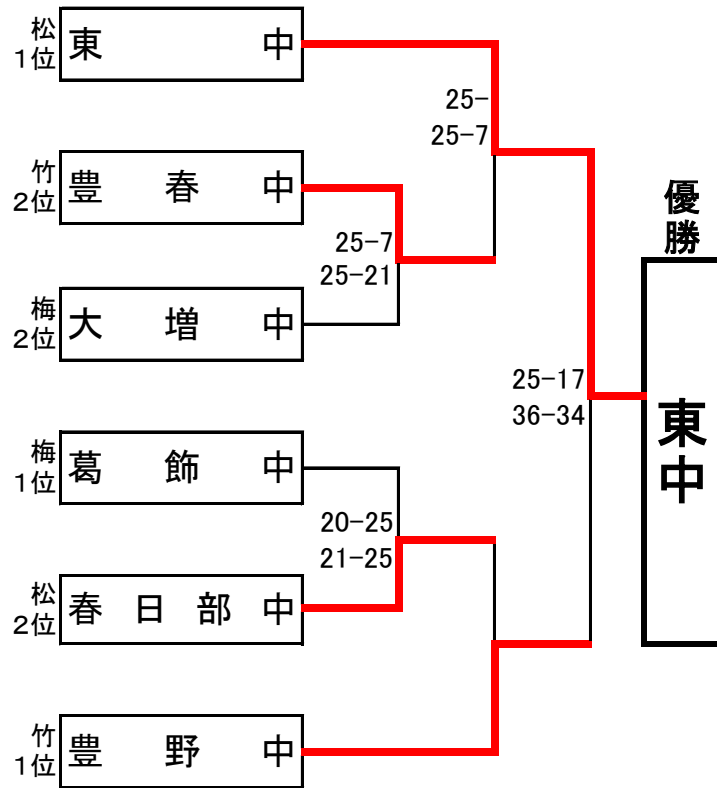 松
1位
東中
25-
25-7
竹
2位
豊春中
優勝
25-7
25-21
梅
2位
大増中
25-17
36-34
東中
梅
1位
葛飾中
20-25
21-25
松
2位
春日部中
竹
1位
豊野中